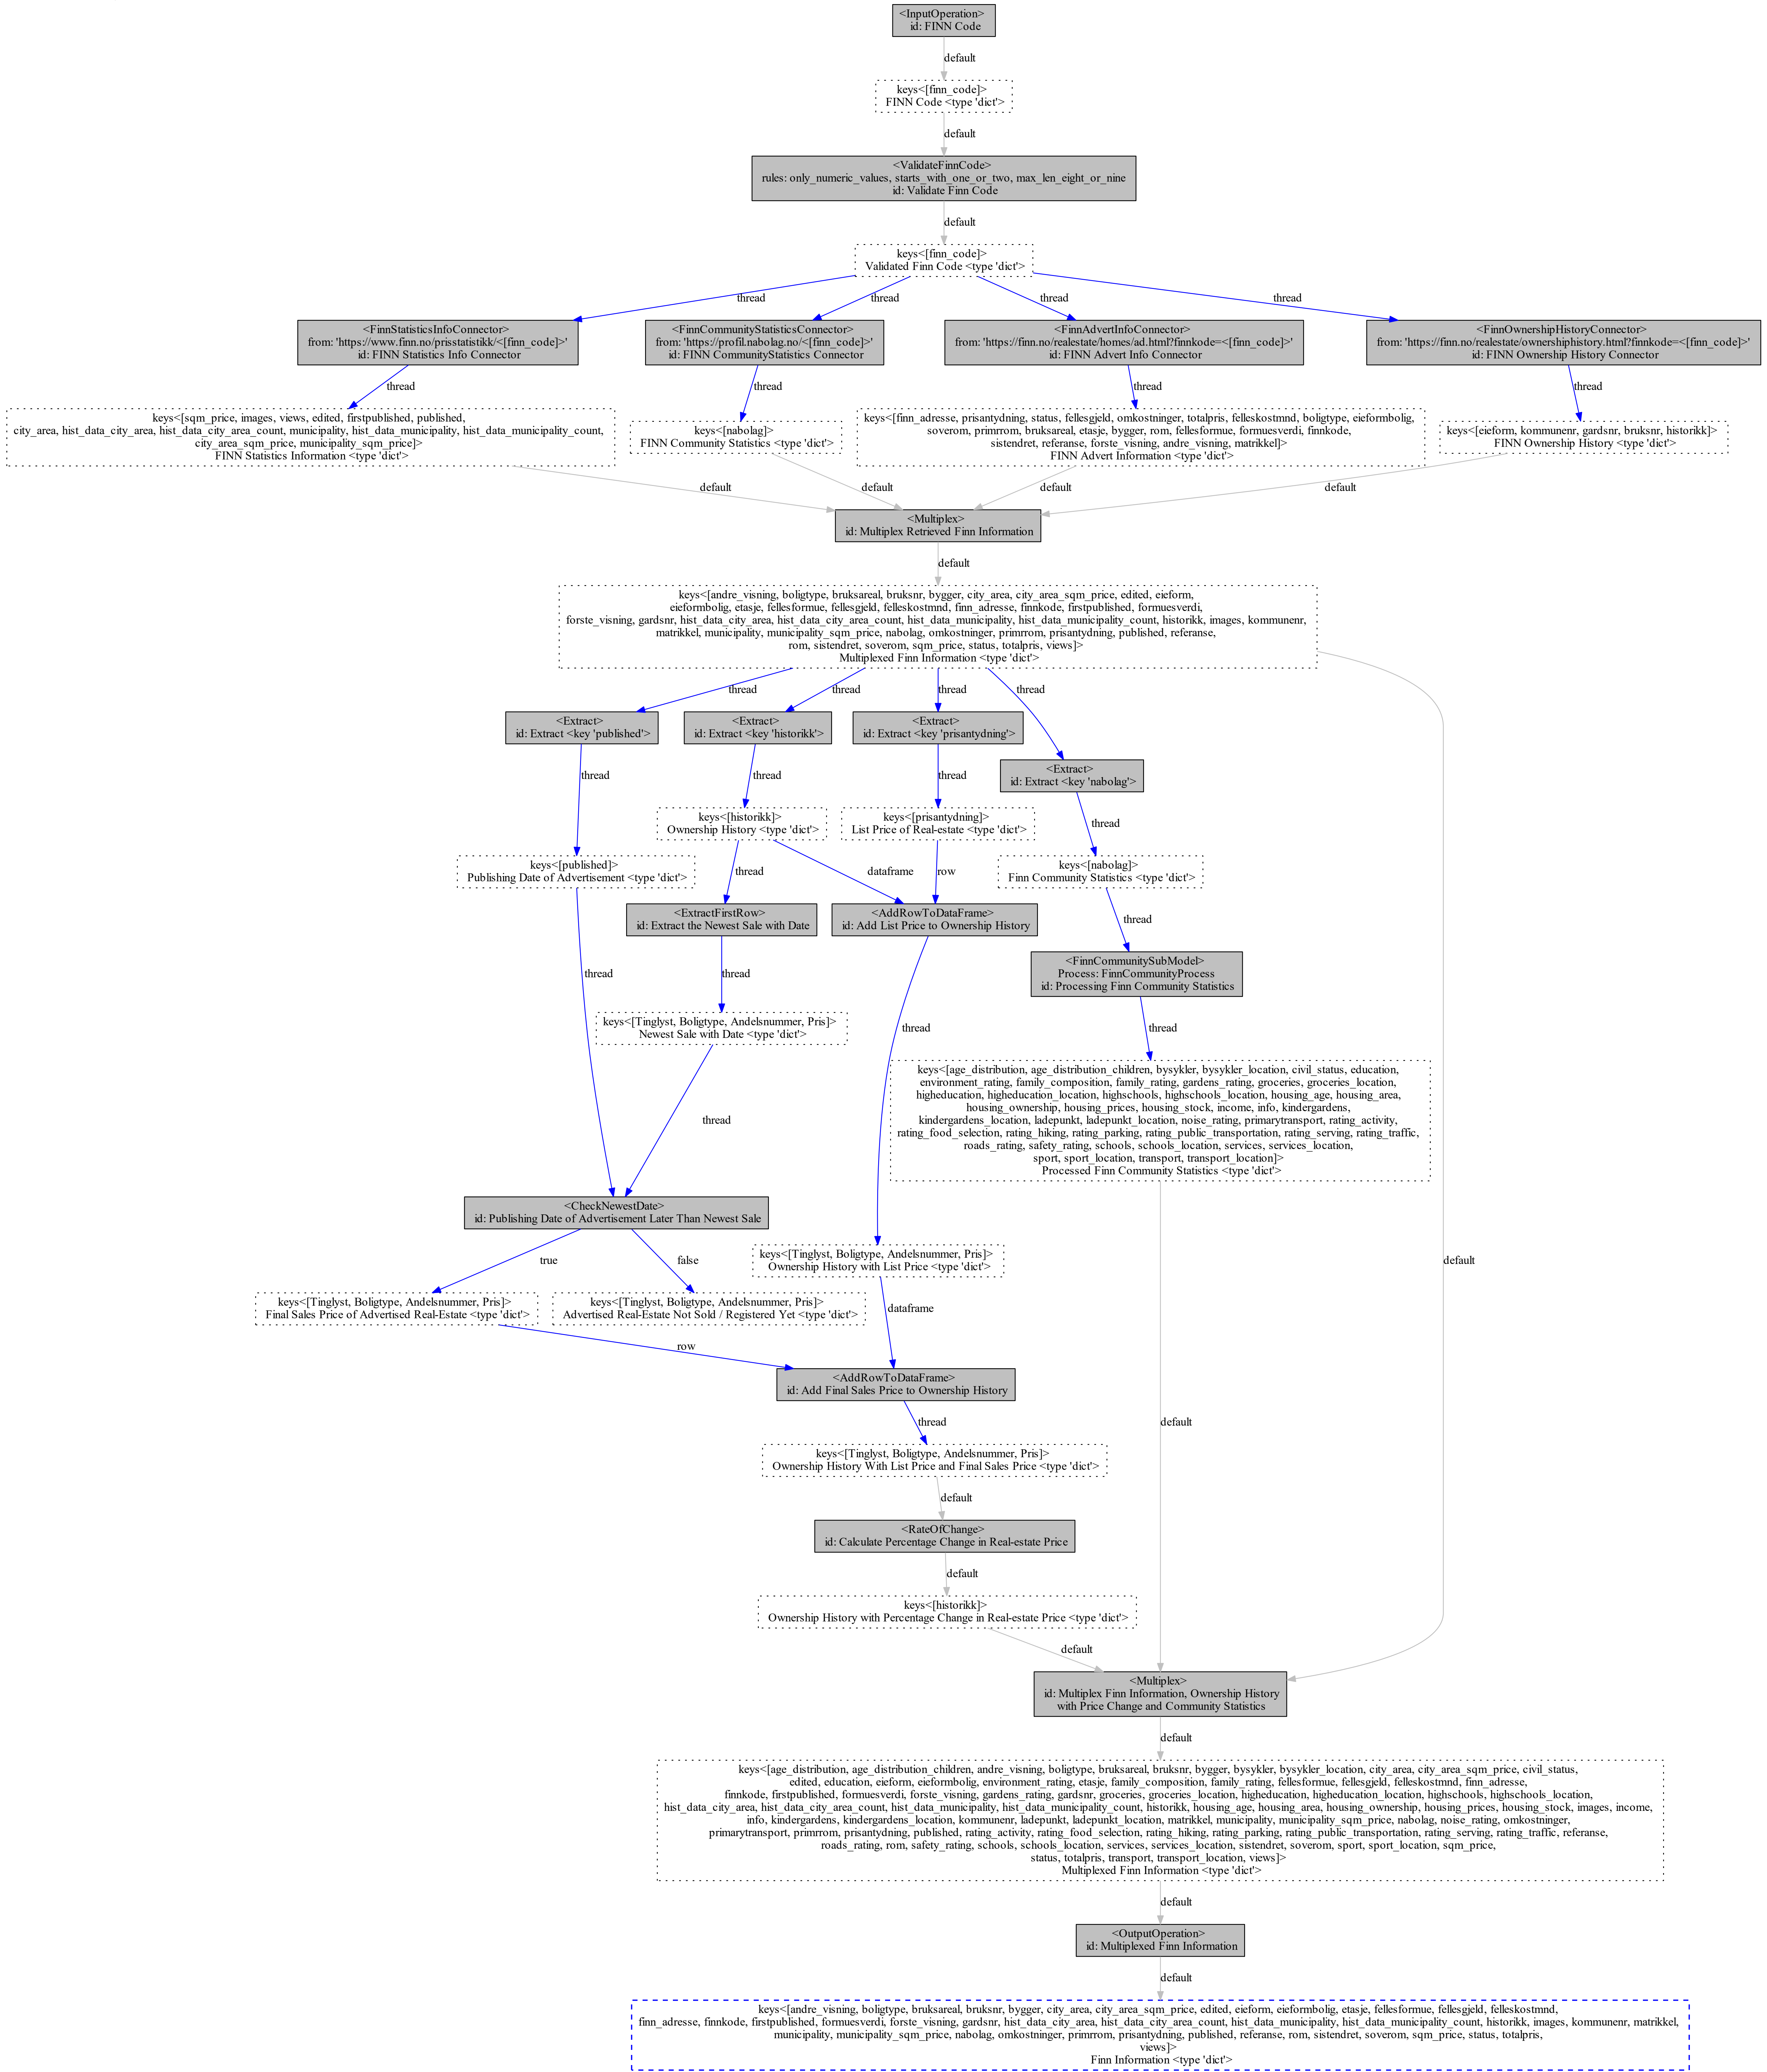 <InputOperation>
id: FINN Code
default
keys<[finn_code]>
FINN Code <type 'dict'>
default
<ValidateFinnCode>
rules: only_numeric_values, starts_with_one_or_two, max_len_eight_or_nine
id: Validate Finn Code
default
keys<[finn_code]>
Validated Finn Code <type 'dict'>
thread
thread
thread
thread
<FinnStatisticsInfoConnector>
from: 'https://www.finn.no/prisstatistikk/<[finn_code]>'
id: FINN Statistics Info Connector
<FinnCommunityStatisticsConnector>
from: 'https://profil.nabolag.no/<[finn_code]>'
id: FINN CommunityStatistics Connector
<FinnAdvertInfoConnector>
from: 'https://finn.no/realestate/homes/ad.html?finnkode=<[finn_code]>'
id: FINN Advert Info Connector
<FinnOwnershipHistoryConnector>
from: 'https://finn.no/realestate/ownershiphistory.html?finnkode=<[finn_code]>'
id: FINN Ownership History Connector
thread
thread
thread
thread
keys<[sqm_price, images, views, edited, firstpublished, published,
city_area, hist_data_city_area, hist_data_city_area_count, municipality, hist_data_municipality, hist_data_municipality_count,
city_area_sqm_price, municipality_sqm_price]>
FINN Statistics Information <type 'dict'>
keys<[nabolag]>
FINN Community Statistics <type 'dict'>
keys<[finn_adresse, prisantydning, status, fellesgjeld, omkostninger, totalpris, felleskostmnd, boligtype, eieformbolig,
soverom, primrrom, bruksareal, etasje, bygger, rom, fellesformue, formuesverdi, finnkode,
sistendret, referanse, forste_visning, andre_visning, matrikkel]>
FINN Advert Information <type 'dict'>
keys<[eieform, kommunenr, gardsnr, bruksnr, historikk]>
FINN Ownership History <type 'dict'>
default
default
default
default
<Multiplex>
id: Multiplex Retrieved Finn Information
default
keys<[andre_visning, boligtype, bruksareal, bruksnr, bygger, city_area, city_area_sqm_price, edited, eieform,
eieformbolig, etasje, fellesformue, fellesgjeld, felleskostmnd, finn_adresse, finnkode, firstpublished, formuesverdi,
forste_visning, gardsnr, hist_data_city_area, hist_data_city_area_count, hist_data_municipality, hist_data_municipality_count, historikk, images, kommunenr,
matrikkel, municipality, municipality_sqm_price, nabolag, omkostninger, primrrom, prisantydning, published, referanse,
rom, sistendret, soverom, sqm_price, status, totalpris, views]>
Multiplexed Finn Information <type 'dict'>
thread
thread
thread
thread
<Extract>
id: Extract <key 'published'>
<Extract>
id: Extract <key 'historikk'>
<Extract>
id: Extract <key 'prisantydning'>
<Extract>
id: Extract <key 'nabolag'>
thread
thread
thread
thread
keys<[historikk]>
Ownership History <type 'dict'>
keys<[prisantydning]>
List Price of Real-estate <type 'dict'>
keys<[published]>
Publishing Date of Advertisement <type 'dict'>
keys<[nabolag]>
Finn Community Statistics <type 'dict'>
thread
dataframe
row
thread
<ExtractFirstRow>
id: Extract the Newest Sale with Date
<AddRowToDataFrame>
id: Add List Price to Ownership History
<FinnCommunitySubModel>
Process: FinnCommunityProcess
id: Processing Finn Community Statistics
thread
thread
thread
thread
keys<[Tinglyst, Boligtype, Andelsnummer, Pris]>
Newest Sale with Date <type 'dict'>
keys<[age_distribution, age_distribution_children, bysykler, bysykler_location, civil_status, education,
environment_rating, family_composition, family_rating, gardens_rating, groceries, groceries_location,
higheducation, higheducation_location, highschools, highschools_location, housing_age, housing_area,
housing_ownership, housing_prices, housing_stock, income, info, kindergardens,
kindergardens_location, ladepunkt, ladepunkt_location, noise_rating, primarytransport, rating_activity,
rating_food_selection, rating_hiking, rating_parking, rating_public_transportation, rating_serving, rating_traffic,
roads_rating, safety_rating, schools, schools_location, services, services_location,
sport, sport_location, transport, transport_location]>
Processed Finn Community Statistics <type 'dict'>
thread
<CheckNewestDate>
id: Publishing Date of Advertisement Later Than Newest Sale
true
false
default
keys<[Tinglyst, Boligtype, Andelsnummer, Pris]>
Ownership History with List Price <type 'dict'>
keys<[Tinglyst, Boligtype, Andelsnummer, Pris]>
Final Sales Price of Advertised Real-Estate <type 'dict'>
keys<[Tinglyst, Boligtype, Andelsnummer, Pris]>
Advertised Real-Estate Not Sold / Registered Yet <type 'dict'>
dataframe
row
<AddRowToDataFrame>
id: Add Final Sales Price to Ownership History
thread
default
keys<[Tinglyst, Boligtype, Andelsnummer, Pris]>
Ownership History With List Price and Final Sales Price <type 'dict'>
default
<RateOfChange>
id: Calculate Percentage Change in Real-estate Price
default
keys<[historikk]>
Ownership History with Percentage Change in Real-estate Price <type 'dict'>
default
<Multiplex>
id: Multiplex Finn Information, Ownership History
with Price Change and Community Statistics
default
keys<[age_distribution, age_distribution_children, andre_visning, boligtype, bruksareal, bruksnr, bygger, bysykler, bysykler_location, city_area, city_area_sqm_price, civil_status,
edited, education, eieform, eieformbolig, environment_rating, etasje, family_composition, family_rating, fellesformue, fellesgjeld, felleskostmnd, finn_adresse,
finnkode, firstpublished, formuesverdi, forste_visning, gardens_rating, gardsnr, groceries, groceries_location, higheducation, higheducation_location, highschools, highschools_location,
hist_data_city_area, hist_data_city_area_count, hist_data_municipality, hist_data_municipality_count, historikk, housing_age, housing_area, housing_ownership, housing_prices, housing_stock, images, income,
info, kindergardens, kindergardens_location, kommunenr, ladepunkt, ladepunkt_location, matrikkel, municipality, municipality_sqm_price, nabolag, noise_rating, omkostninger,
primarytransport, primrrom, prisantydning, published, rating_activity, rating_food_selection, rating_hiking, rating_parking, rating_public_transportation, rating_serving, rating_traffic, referanse,
roads_rating, rom, safety_rating, schools, schools_location, services, services_location, sistendret, soverom, sport, sport_location, sqm_price,
status, totalpris, transport, transport_location, views]>
Multiplexed Finn Information <type 'dict'>
default
<OutputOperation>
id: Multiplexed Finn Information
default
keys<[andre_visning, boligtype, bruksareal, bruksnr, bygger, city_area, city_area_sqm_price, edited, eieform, eieformbolig, etasje, fellesformue, fellesgjeld, felleskostmnd,
finn_adresse, finnkode, firstpublished, formuesverdi, forste_visning, gardsnr, hist_data_city_area, hist_data_city_area_count, hist_data_municipality, hist_data_municipality_count, historikk, images, kommunenr, matrikkel,
municipality, municipality_sqm_price, nabolag, omkostninger, primrrom, prisantydning, published, referanse, rom, sistendret, soverom, sqm_price, status, totalpris,
views]>
Finn Information <type 'dict'>